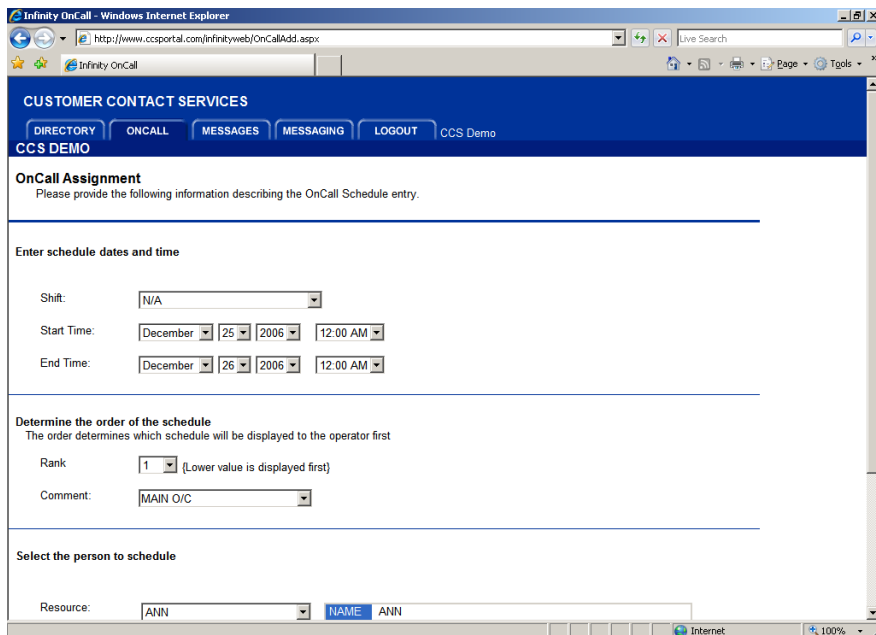 Infinity OnCall - Windows Internet Explorer
http://www.ccsportal.com/infinityweb/OnCallAdd.aspx
Live Search
Infinity OnCall
Page
Tools
CUSTOMER CONTACT SERVICES
DIRECTORY ONCALL MESSAGES MESSAGING LOGOUT CCS Demo
CCS DEMO
OnCall Assignment
Please provide the following information describing the OnCall Schedule entry.
Enter schedule dates and time
Shift: N/A
Start Time: December 25 2006 12:00 AM
End Time: December 26 2006 12:00 AM
Determine the order of the schedule
The order determines which schedule will be displayed to the operator first
Rank 1 {Lower value is displayed first}
Comment: MAIN O/C
Select the person to schedule
Resource: ANN NAME ANN
Internet 100%